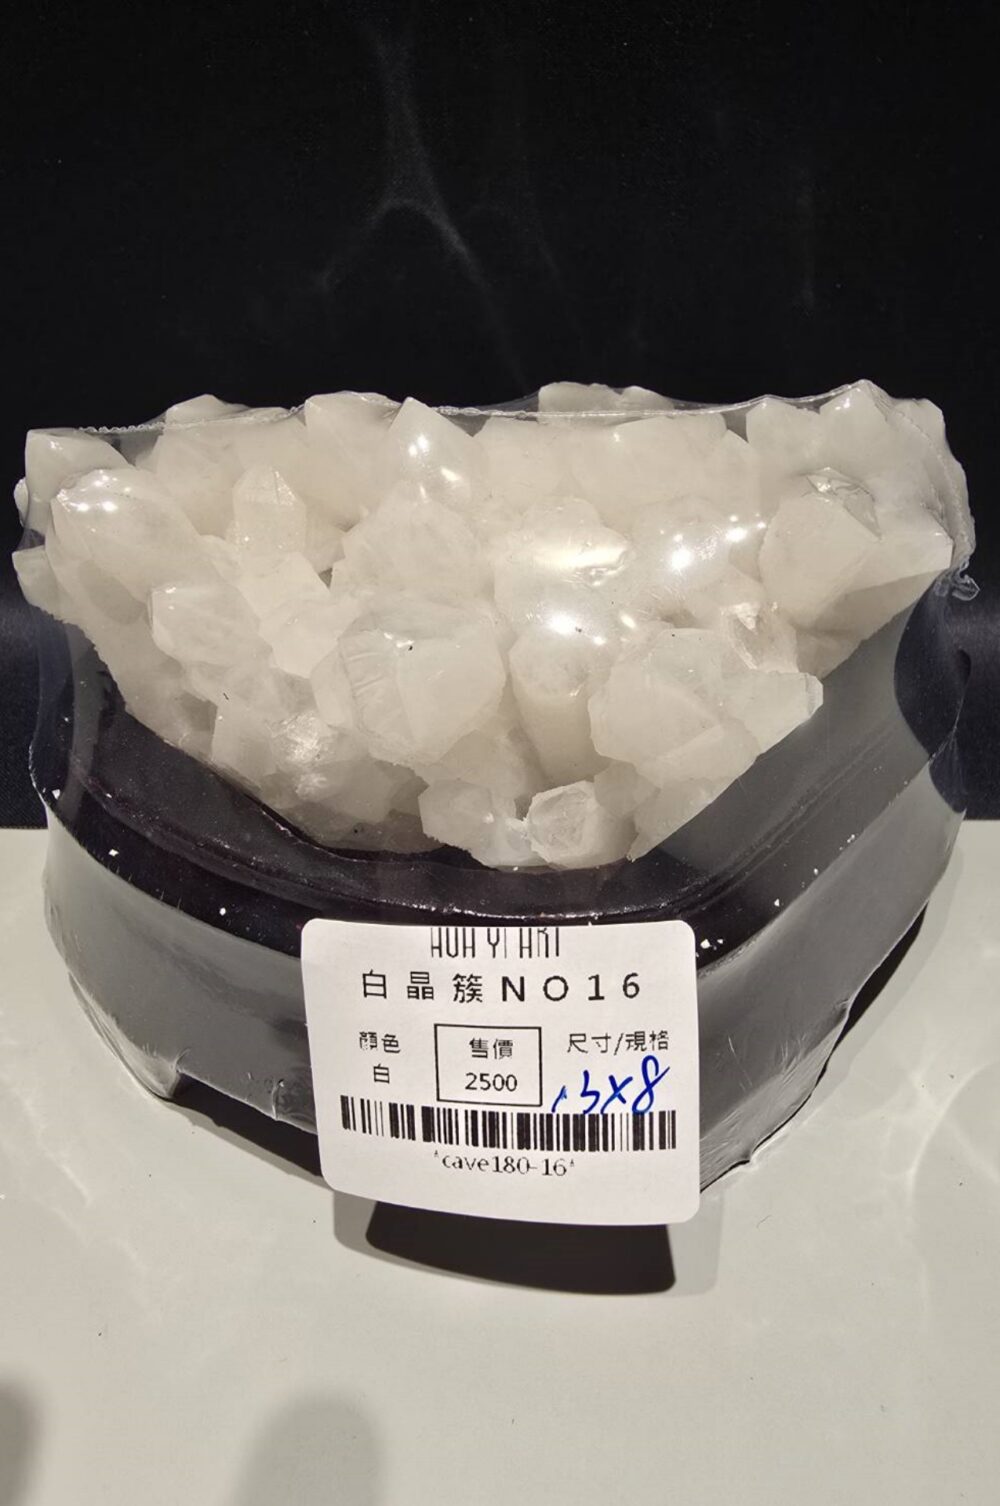 HUA YI ART
白晶簇NO16
顏色 售價 尺寸/規格
白 2500 .5x8
*cave180-16*